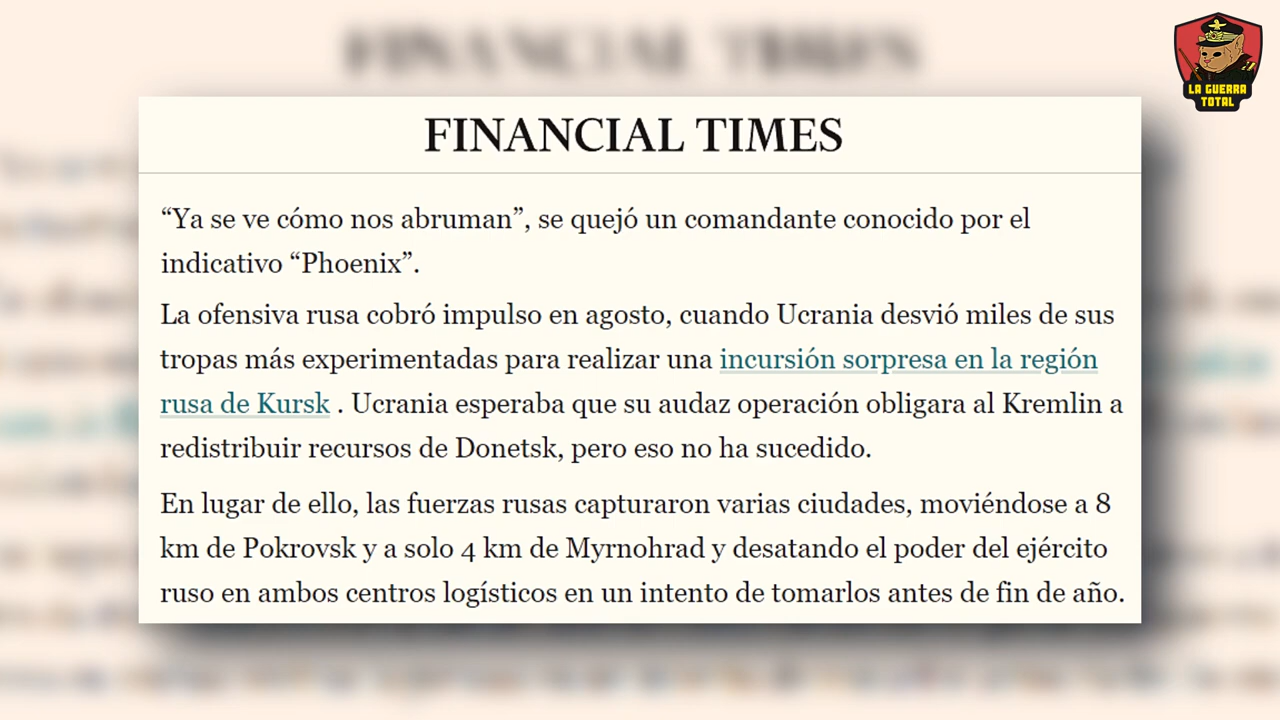 FINANCIAL TIMES
LA GUERRA
TOTAL
FINANCIAL TIMES
“Ya se ve cómo nos abruman”, se quejó un comandante conocido por el
indicativo “Phoenix”.
La ofensiva rusa cobró impulso en agosto, cuando Ucrania desvió miles de sus
tropas más experimentadas para realizar una incursión sorpresa en la región
rusa de Kursk . Ucrania esperaba que su audaz operación obligara al Kremlin a
redistribuir recursos de Donetsk, pero eso no ha sucedido.
En lugar de ello, las fuerzas rusas capturaron varias ciudades, moviéndose a 8
km de Pokrovsk y a solo 4 km de Myrnohrad y desatando el poder del ejército
ruso en ambos centros logísticos en un intento de tomarlos antes de fin de año.